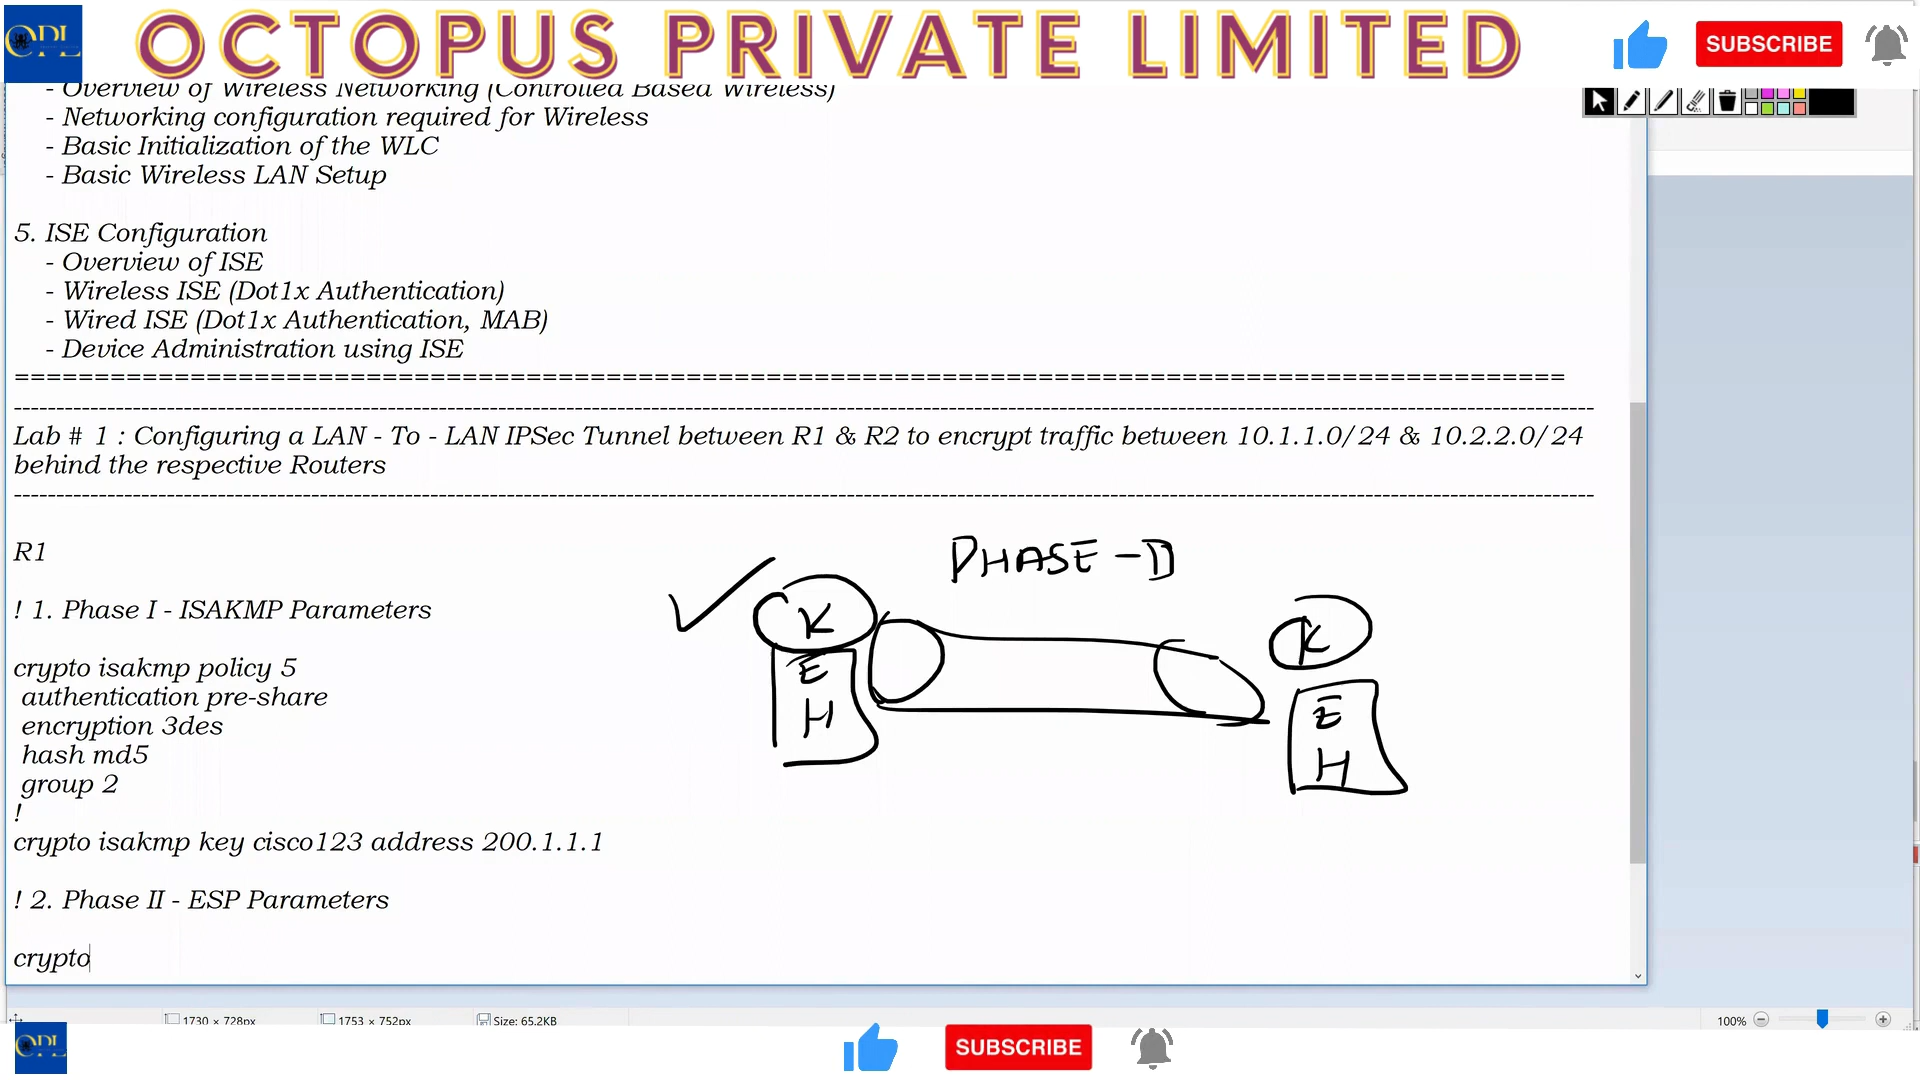 OPL OCTOPUS PRIVATE LIMITED SUBSCRIBE
- Overview of Wireless Networking (Controlled Based Wireless)
- Networking configuration required for Wireless
- Basic Initialization of the WLC
- Basic Wireless LAN Setup
5. ISE Configuration
- Overview of ISE
- Wireless ISE (Dot1x Authentication)
- Wired ISE (Dot1x Authentication, MAB)
- Device Administration using ISE
Lab # 1 : Configuring a LAN - To - LAN IPSec Tunnel between R1 & R2 to encrypt traffic between 10.1.1.0/24 & 10.2.2.0/24
behind the respective Routers
R1
PHASE - II
! 1. Phase I - ISAKMP Parameters
K
K
crypto isakmp policy 5
E
authentication pre-share
E
encryption 3des
H
hash md5
H
group 2
!
crypto isakmp key cisco123 address 200.1.1.1
! 2. Phase II - ESP Parameters
crypto
1730 × 728px 1753 × 752px Size: 65.2KB 100%
OPL SUBSCRIBE